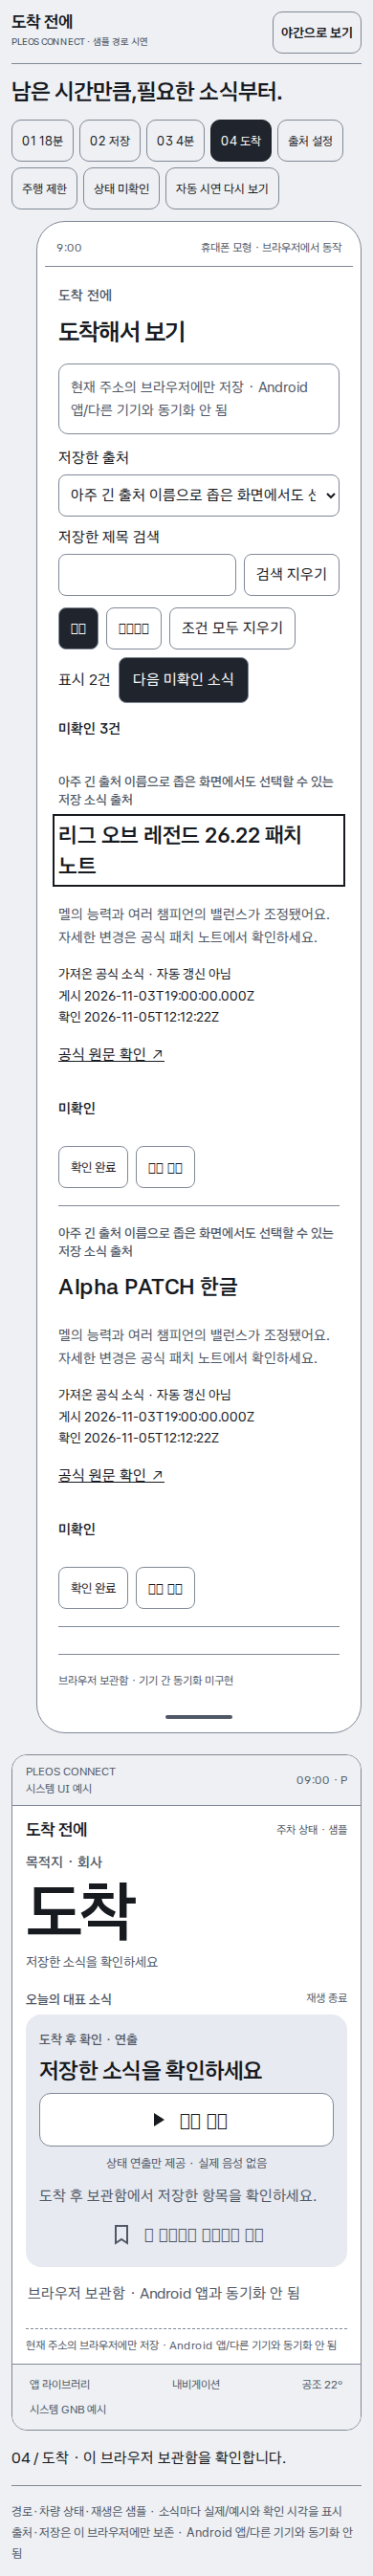 도착 전에
PLEOS CONNECT · 샘플 경로 시연
야간으로 보기
남은 시간만큼,필요한 소식부터.
01 18분
02 저장
03 4분
04 도착
출처 설정
주행 제한
상태 미확인
자동 시연 다시 보기
9:00
휴대폰 모형 · 브라우저에서 동작
도착 전에
도착해서 보기
현재 주소의 브라우저에만 저장 · Android
앱/다른 기기와 동기화 안 됨
저장한 출처
아주 긴 출처 이름으로 좁은 화면에서도
저장한 제목 검색
검색 지우기
조건 모두 지우기
표시 2건
다음 미확인 소식
미확인 3건
아주 긴 출처 이름으로 좁은 화면에서도 선택할 수 있는
저장 소식 출처
리그 오브 레전드 26.22 패치
노트
멜의 능력과 여러 챔피언의 밸런스가 조정됐어요.
자세한 변경은 공식 패치 노트에서 확인하세요.
가져온 공식 소식 · 자동 갱신 아님
게시 2026-11-03T19:00:00.000Z
확인 2026-11-05T12:12:22Z
공식 원문 확인 ↗
미확인
확인 완료
아주 긴 출처 이름으로 좁은 화면에서도 선택할 수 있는
저장 소식 출처
Alpha PATCH 한글
멜의 능력과 여러 챔피언의 밸런스가 조정됐어요.
자세한 변경은 공식 패치 노트에서 확인하세요.
가져온 공식 소식 · 자동 갱신 아님
게시 2026-11-03T19:00:00.000Z
확인 2026-11-05T12:12:22Z
공식 원문 확인 ↗
미확인
확인 완료
브라우저 보관함 · 기기 간 동기화 미구현
PLEOS CONNECT
시스템 UI 예시
09:00 · P
도착 전에
주차 상태 · 샘플
목적지 · 회사
도착
저장한 소식을 확인하세요
오늘의 대표 소식
재생 종료
도착 후 확인 · 연출
저장한 소식을 확인하세요
상태 연출만 제공 · 실제 음성 없음
도착 후 보관함에서 저장한 항목을 확인하세요.
브라우저 보관함 · Android 앱과 동기화 안 됨
현재 주소의 브라우저에만 저장 · Android 앱/다른 기기와 동기화 안 됨
앱 라이브러리
내비게이션
공조 22°
시스템 GNB 예시
04 / 도착 · 이 브라우저 보관함을 확인합니다.
경로·차량 상태·재생은 샘플 · 소식마다 실제/예시와 확인 시각을 표시
출처·저장은 이 브라우저에만 보존 · Android 앱/다른 기기와 동기화 안
됨